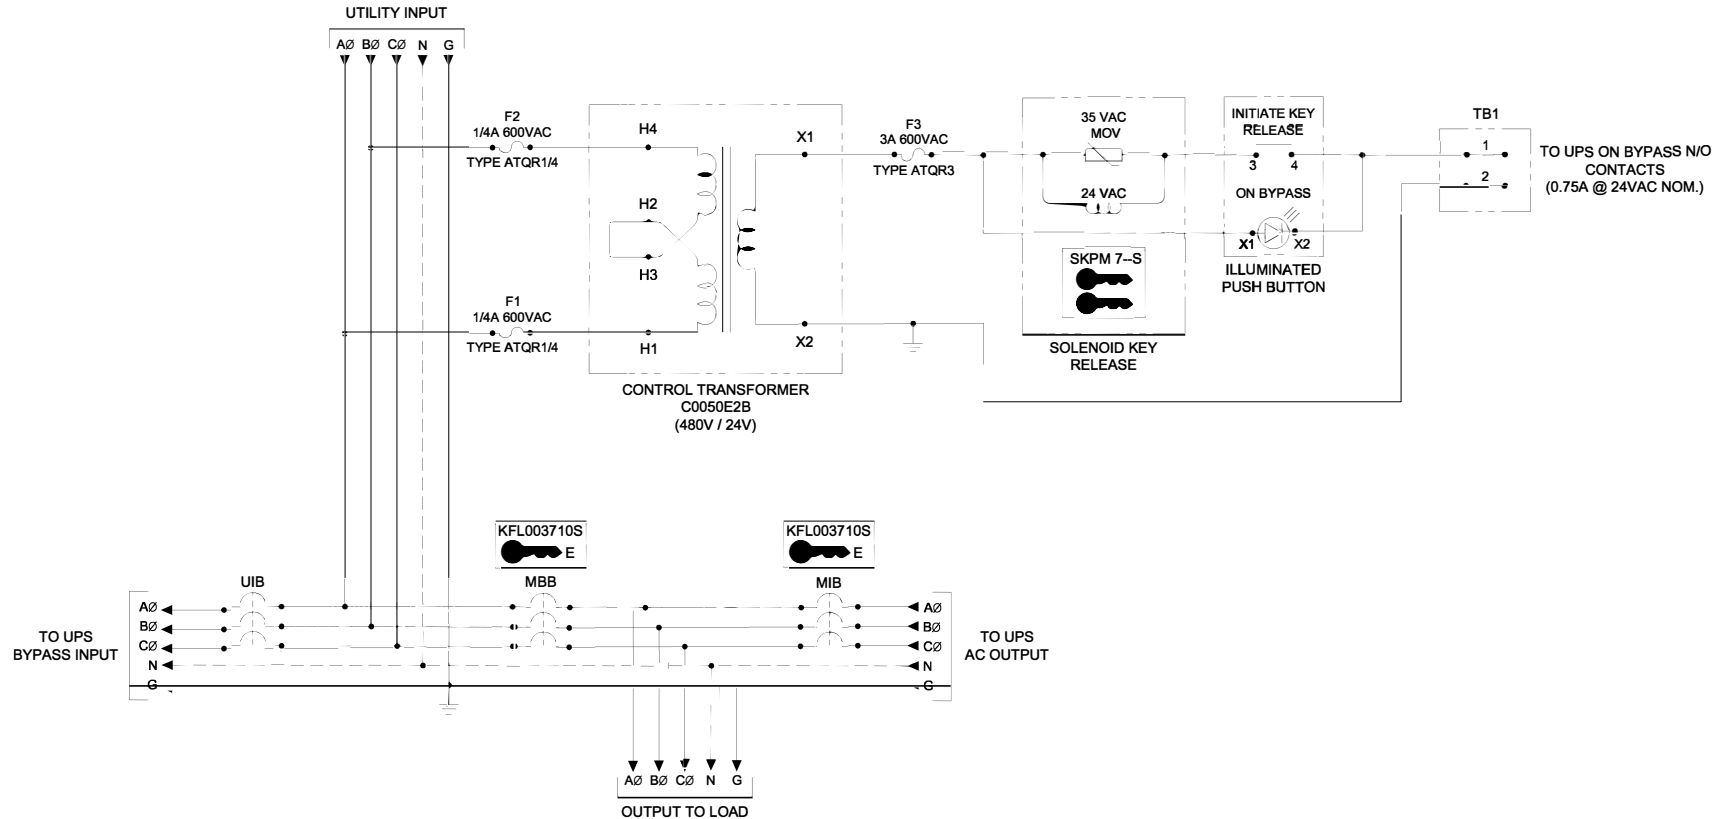 UTILITY INPUT
AØ BØ CØ N G
F2
1/4A 600VAC
TYPE ATQR1/4
H4
H2
H3
H1
X1
X2
F1
1/4A 600VAC
TYPE ATQR1/4
CONTROL TRANSFORMER
C0050E2B
(480V / 24V)
F3
3A 600VAC
TYPE ATQR3
35 VAC
MOV
24 VAC
SKPM 7--S
SOLENOID KEY
RELEASE
INITIATE KEY
RELEASE
3 4
ON BYPASS
X1 X2
ILLUMINATED
PUSH BUTTON
TB1
1
2
TO UPS ON BYPASS N/O
CONTACTS
(0.75A @ 24VAC NOM.)
KFL003710S
E
MBB
KFL003710S
E
MIB
UIB
TO UPS
BYPASS INPUT
AØ
BØ
CØ
N
G
AØ
BØ
CØ
N
G
TO UPS
AC OUTPUT
AØ BØ CØ N G
OUTPUT TO LOAD